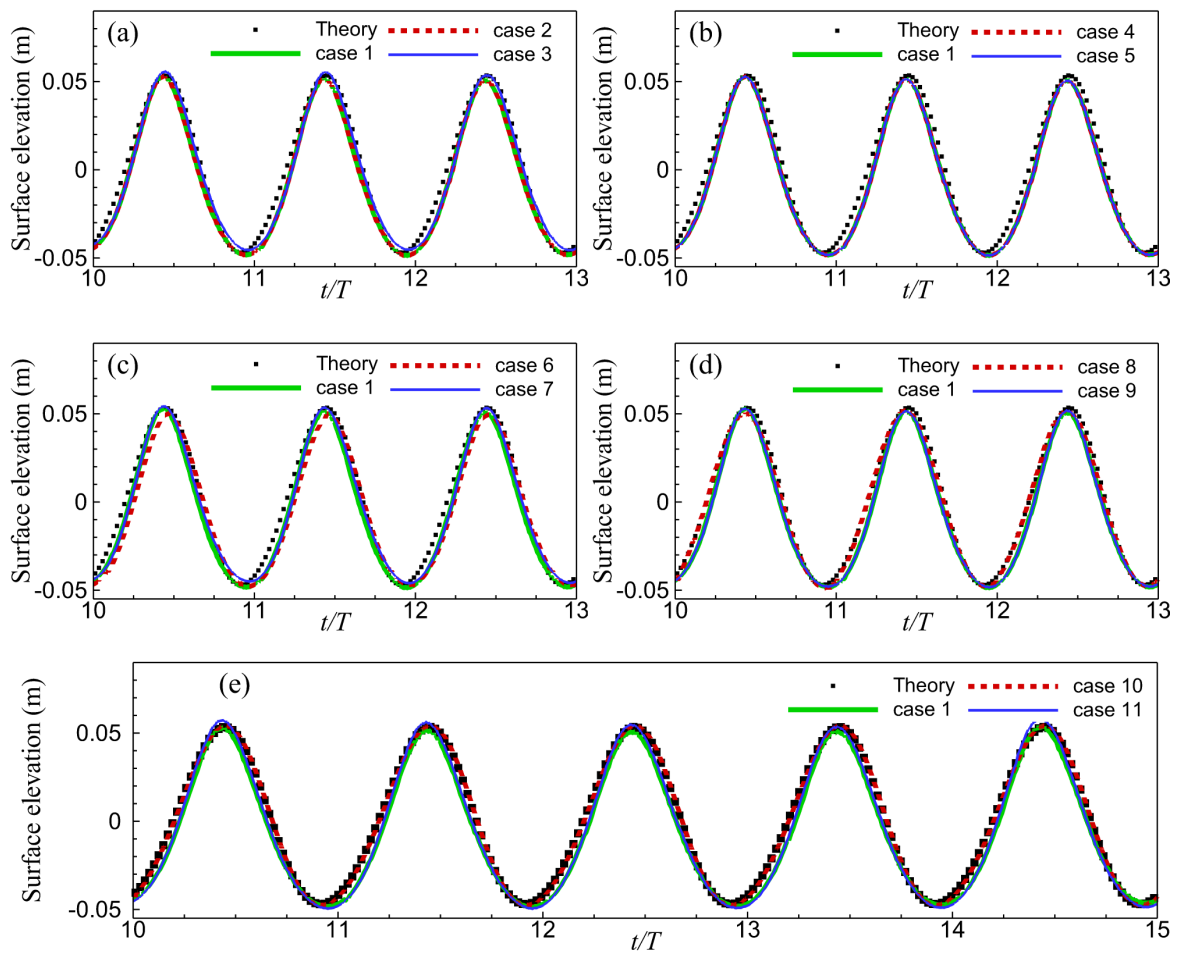 (a)
Theory case 2
case 1 case 3
Surface elevation (m)
0.05
0
-0.05
10 11 12 13
t/T
(b)
Theory case 4
case 1 case 5
Surface elevation (m)
0.05
0
-0.05
10 11 12 13
t/T
(c)
Theory case 6
case 1 case 7
Surface elevation (m)
0.05
0
-0.05
10 11 12 13
t/T
(d)
Theory case 8
case 1 case 9
Surface elevation (m)
0.05
0
-0.05
10 11 12 13
t/T
(e)
Theory case 10
case 1 case 11
Surface elevation (m)
0.05
0
-0.05
10 11 12 13 14 15
t/T